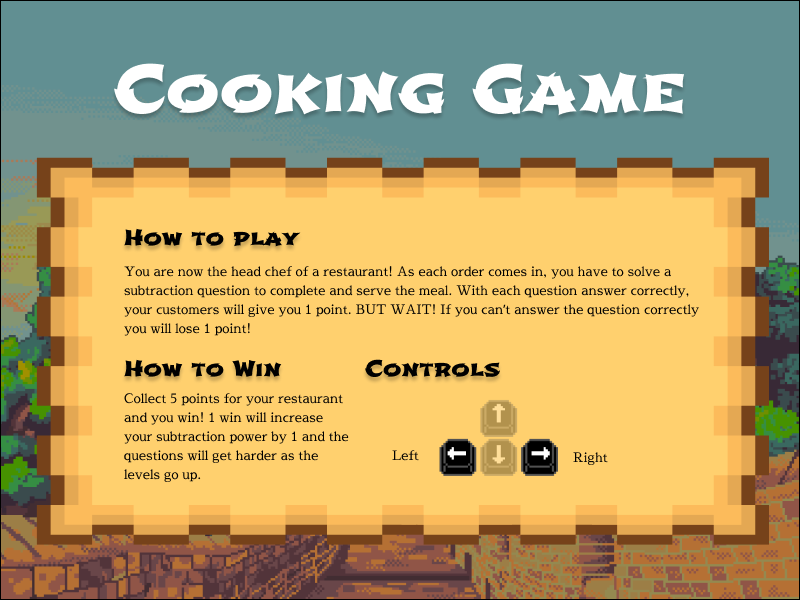 Cooking Game
How to play
You are now the head chef of a restaurant! As each order comes in, you have to solve a
subtraction question to complete and serve the meal. With each question answer correctly,
your customers will give you 1 point. BUT WAIT! If you can't answer the question correctly
you will lose 1 point!
How to Win
Collect 5 points for your restaurant
and you win! 1 win will increase
your subtraction power by 1 and the
questions will get harder as the
levels go up.
Controls
Left
Right